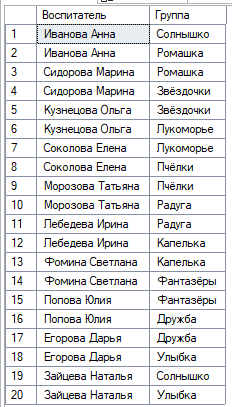 Воспитатель Группа
1 Иванова Анна Солнышко
2 Иванова Анна Ромашка
3 Сидорова Марина Ромашка
4 Сидорова Марина Звёздочки
5 Кузнецова Ольга Звёздочки
6 Кузнецова Ольга Лукоморье
7 Соколова Елена Лукоморье
8 Соколова Елена Пчёлки
9 Морозова Татьяна Пчёлки
10 Морозова Татьяна Радуга
11 Лебедева Ирина Радуга
12 Лебедева Ирина Капелька
13 Фомина Светлана Капелька
14 Фомина Светлана Фантазёры
15 Попова Юлия Фантазёры
16 Попова Юлия Дружба
17 Егорова Дарья Дружба
18 Егорова Дарья Улыбка
19 Зайцева Наталья Солнышко
20 Зайцева Наталья Улыбка